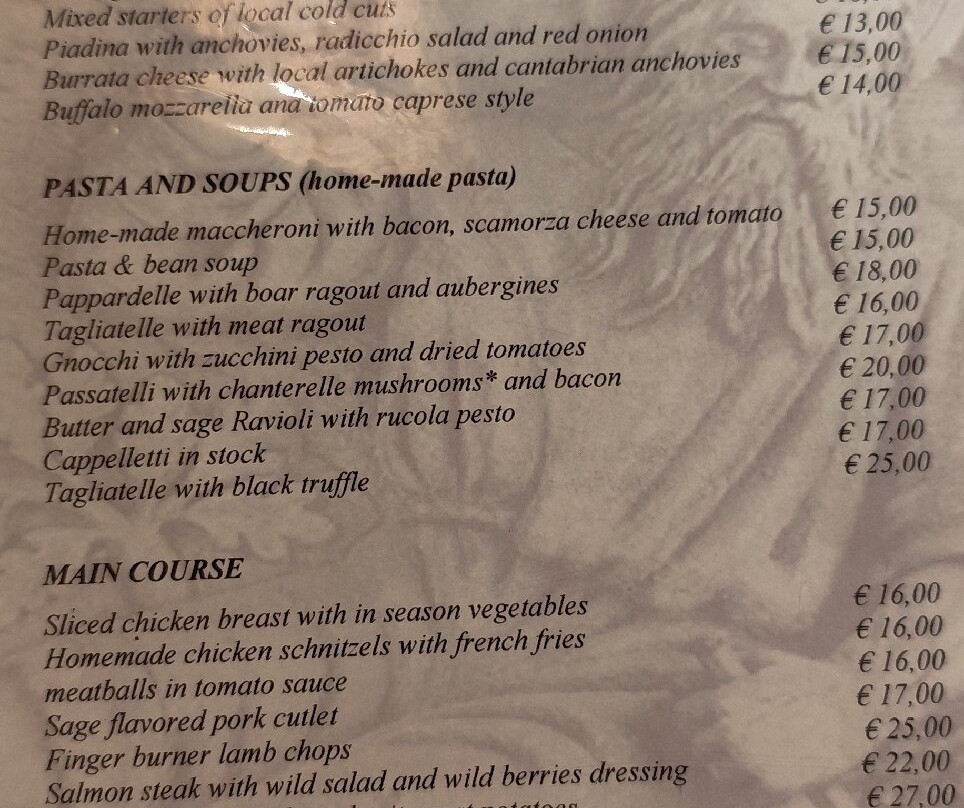 Mixed starters of local cold cuts
Piadina with anchovies, radicchio salad and red onion € 13,00
Burrata cheese with local artichokes and cantabrian anchovies € 15,00
Buffalo mozzarella and tomato caprese style € 14,00
PASTA AND SOUPS (home-made pasta)
Home-made maccheroni with bacon, scamorza cheese and tomato € 15,00
Pasta & bean soup € 15,00
Pappardelle with boar ragout and aubergines € 18,00
Tagliatelle with meat ragout € 16,00
Gnocchi with zucchini pesto and dried tomatoes € 17,00
Passatelli with chanterelle mushrooms* and bacon € 20,00
Butter and sage Ravioli with rucola pesto € 17,00
Cappelletti in stock € 17,00
Tagliatelle with black truffle € 25,00
MAIN COURSE
Sliced chicken breast with in season vegetables € 16,00
Homemade chicken schnitzels with french fries € 16,00
meatballs in tomato sauce € 16,00
Sage flavored pork cutlet € 17,00
Finger burner lamb chops € 25,00
Salmon steak with wild salad and wild berries dressing € 22,00
potatoes € 27,00